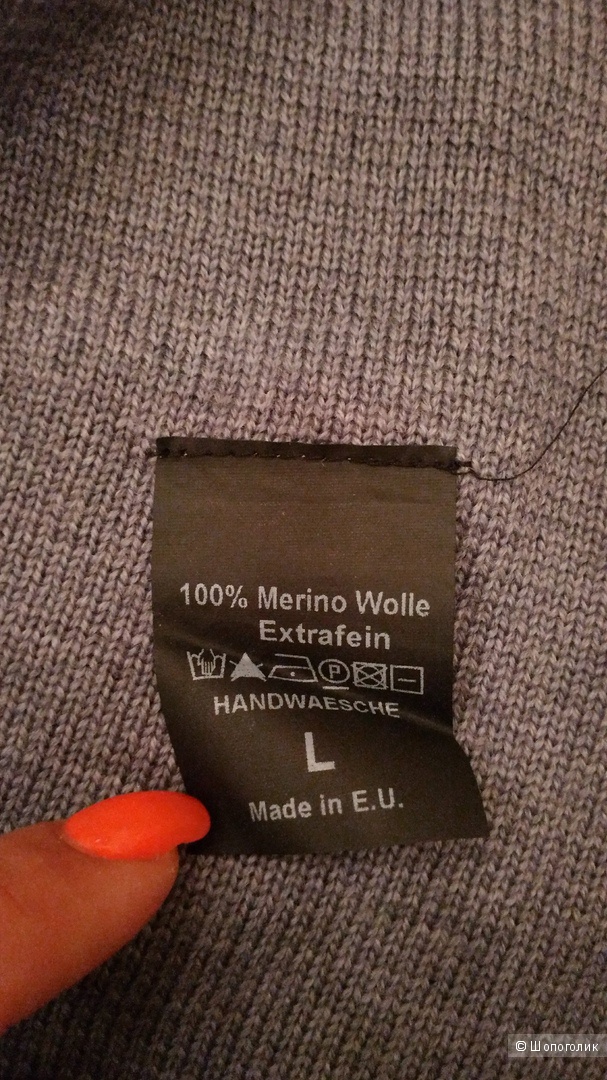 100% Merino Wolle
Extrafein
P
HANDWAESCHE
L
Made in E.U.
© Шопоголик